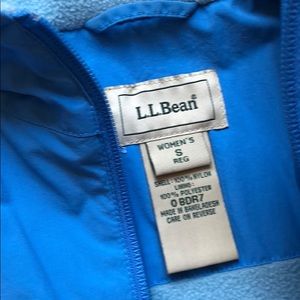 L.L.Bean®
WOMEN'S
S
REG
SHELL: 100% NYLON
LINING:
100% POLYESTER
0BDR7
MADE IN BANGLADESH
CARE ON REVERSE